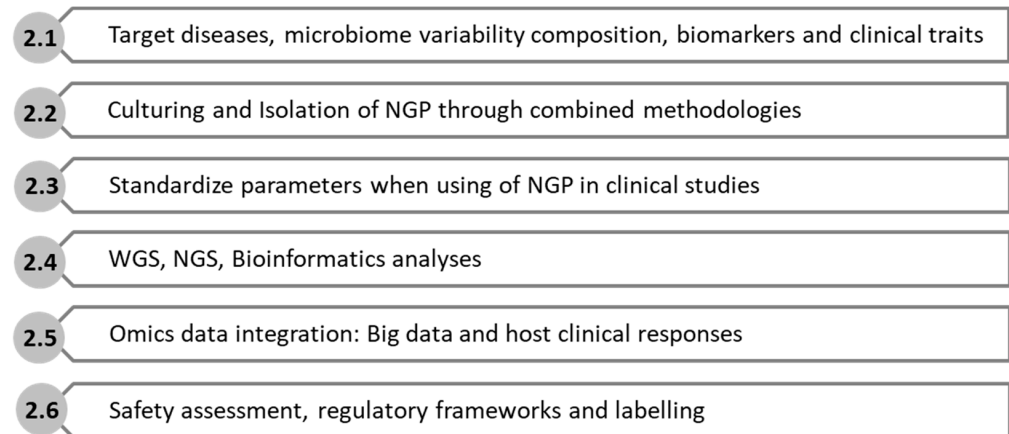 2.1 Target diseases, microbiome variability composition, biomarkers and clinical traits
2.2 Culturing and Isolation of NGP through combined methodologies
2.3 Standardize parameters when using of NGP in clinical studies
2.4 WGS, NGS, Bioinformatics analyses
2.5 Omics data integration: Big data and host clinical responses
2.6 Safety assessment, regulatory frameworks and labelling